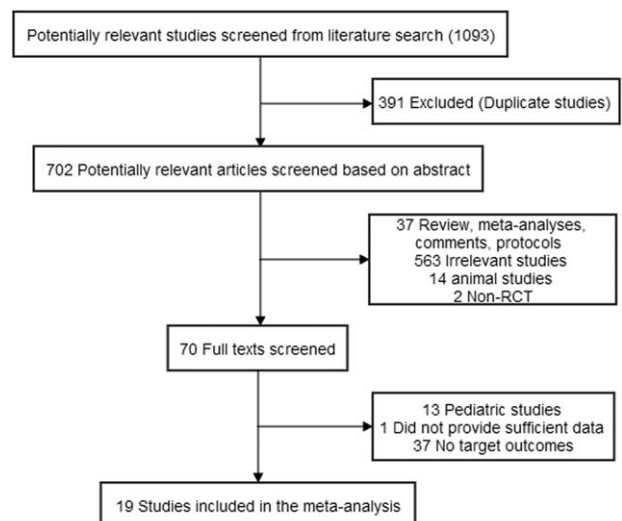 Potentially relevant studies screened from literature search (1093)
391 Excluded (Duplicate studies)
702 Potentially relevant articles screened based on abstract
37 Review, meta-analyses,
comments, protocols
563 Irrelevant studies
14 animal studies
2 Non-RCT
70 Full texts screened
13 Pediatric studies
1 Did not provide sufficient data
37 No target outcomes
19 Studies included in the meta-analysis